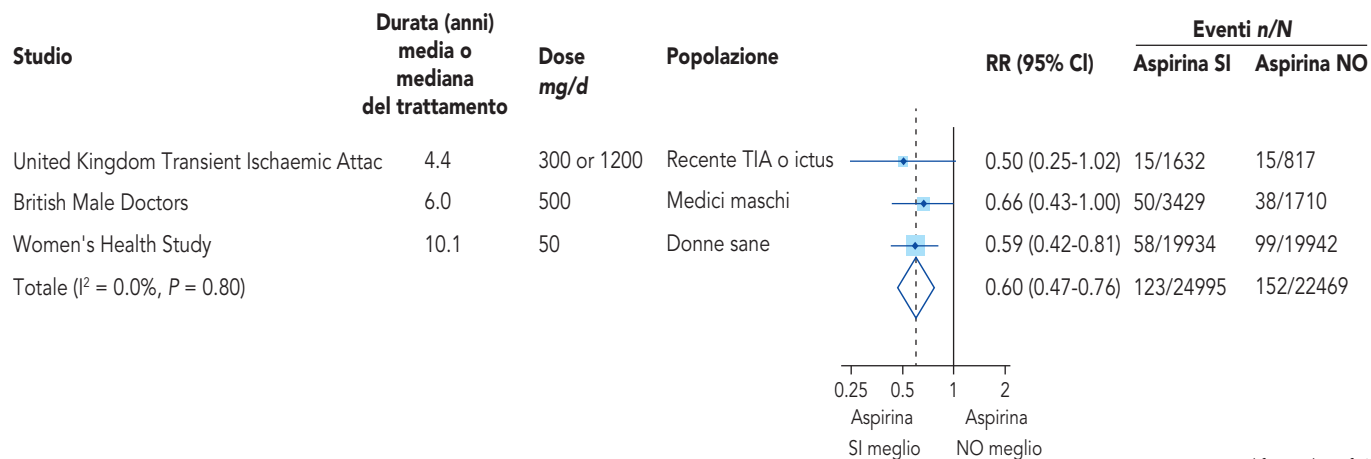 Studio Durata (anni) media o mediana del trattamento Dose mg/d Popolazione RR (95% CI) Eventi n/N Aspirina SI Aspirina NO
United Kingdom Transient Ischaemic Attac 4.4 300 or 1200 Recente TIA o ictus 0.50 (0.25-1.02) 15/1632 15/817
British Male Doctors 6.0 500 Medici maschi 0.66 (0.43-1.00) 50/3429 38/1710
Women's Health Study 10.1 50 Donne sane 0.59 (0.42-0.81) 58/19934 99/19942
Totale (I² = 0.0%, P = 0.80) 0.60 (0.47-0.76) 123/24995 152/22469
0.25 0.5 1 2
Aspirina Aspirina
SI meglio NO meglio